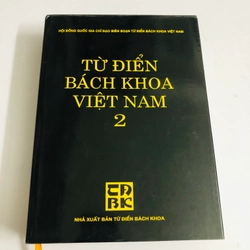 HỘI ĐỒNG QUỐC GIA CHỈ ĐẠO BIÊN SOẠN TỪ ĐIỂN BÁCH KHOA VIỆT NAM
TỪ ĐIỂN
BÁCH KHOA
VIỆT NAM
2
TĐ
BK
NHÀ XUẤT BẢN TỪ ĐIỂN BÁCH KHOA